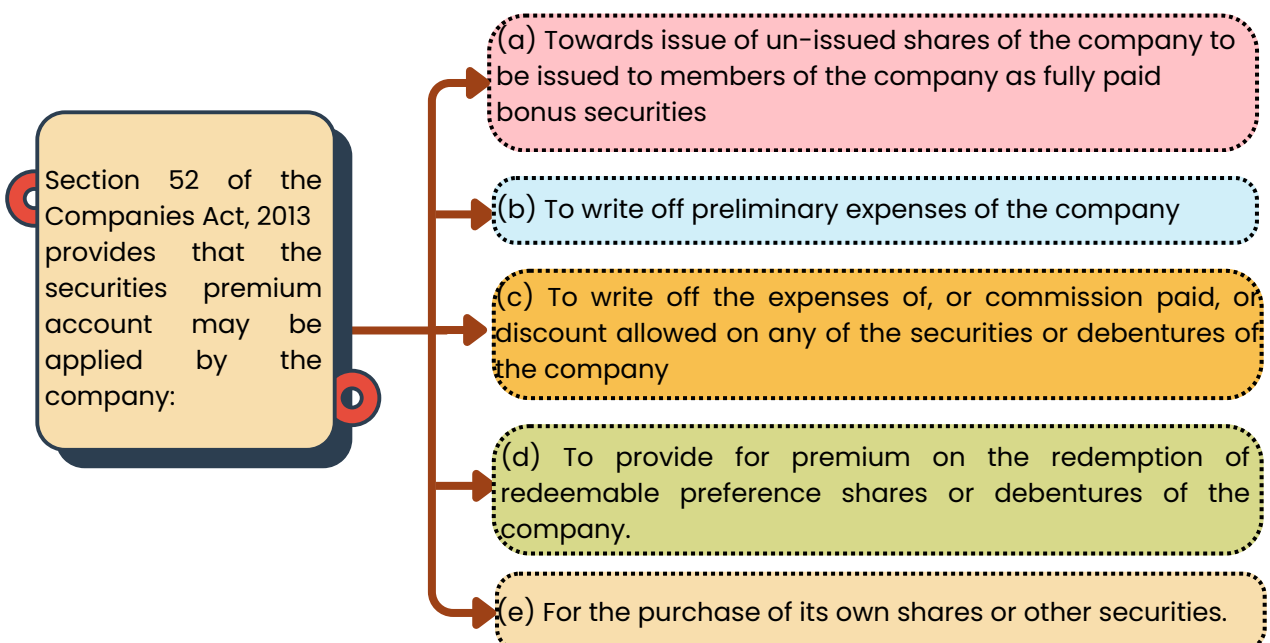 Section 52 of the
Companies Act, 2013
provides that the
securities premium
account may be
applied by the
company:
(a) Towards issue of un-issued shares of the company to
be issued to members of the company as fully paid
bonus securities
(b) To write off preliminary expenses of the company
(c) To write off the expenses of, or commission paid, or
discount allowed on any of the securities or debentures of
the company
(d) To provide for premium on the redemption of
redeemable preference shares or debentures of the
company.
(e) For the purchase of its own shares or other securities.